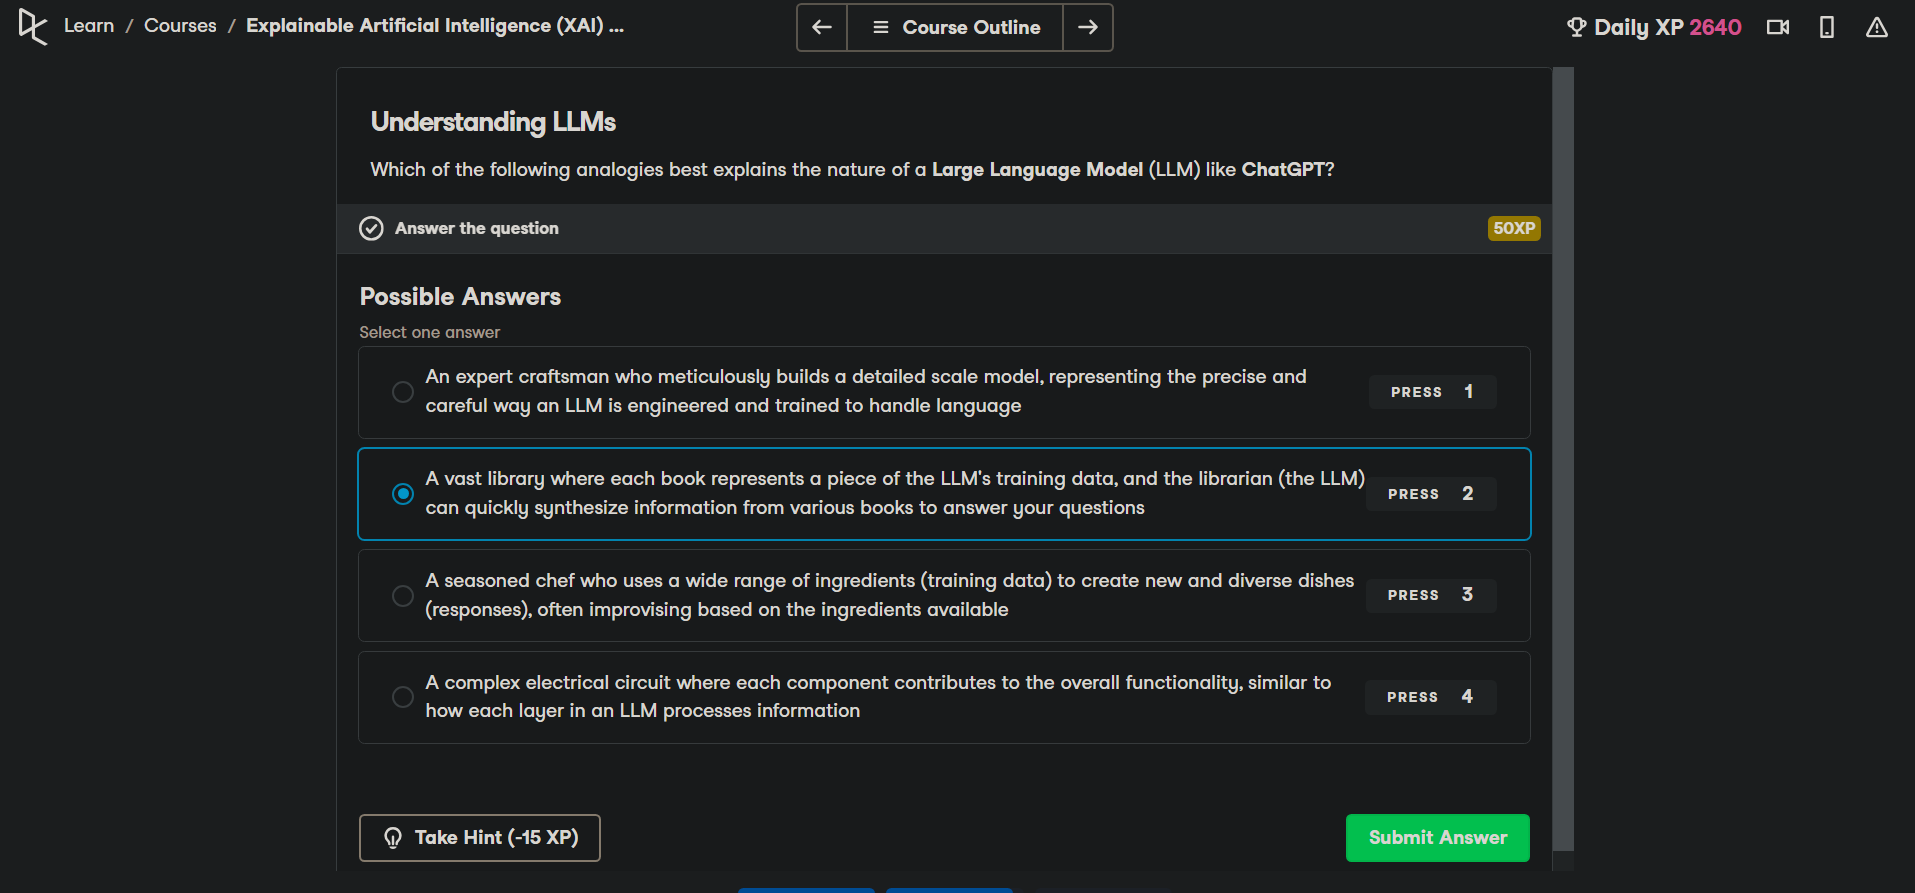 Learn / Courses / Explainable Artificial Intelligence (XAI) ...
Course Outline
Daily XP 2640
Understanding LLMs
Which of the following analogies best explains the nature of a Large Language Model (LLM) like ChatGPT?
Answer the question
50XP
Possible Answers
Select one answer
An expert craftsman who meticulously builds a detailed scale model, representing the precise and
careful way an LLM is engineered and trained to handle language
PRESS 1
A vast library where each book represents a piece of the LLM's training data, and the librarian (the LLM)
can quickly synthesize information from various books to answer your questions
PRESS 2
A seasoned chef who uses a wide range of ingredients (training data) to create new and diverse dishes
(responses), often improvising based on the ingredients available
PRESS 3
A complex electrical circuit where each component contributes to the overall functionality, similar to
how each layer in an LLM processes information
PRESS 4
Take Hint (-15 XP)
Submit Answer